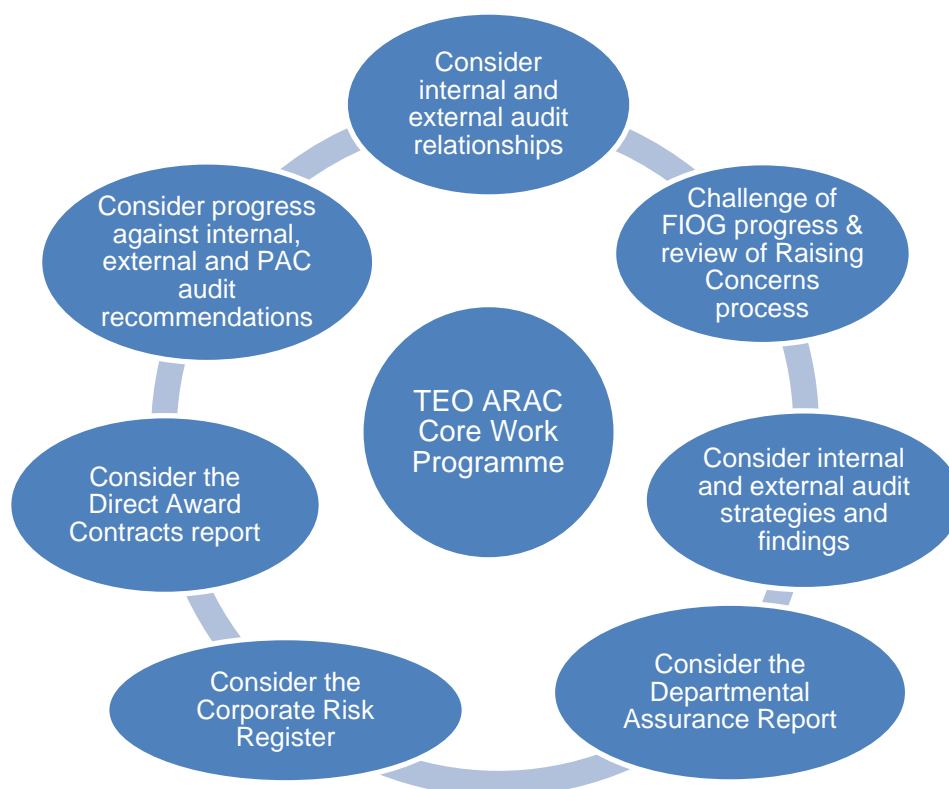 Consider
internal and
external audit
relationships
Challenge of
FIOG progress &
review of Raising
Concerns
process
Consider internal
and external audit
strategies and
findings
Consider the
Departmental
Assurance Report
Consider the
Corporate Risk
Register
Consider the
Direct Award
Contracts report
Consider progress
against internal,
external and PAC
audit
recommendations
TEO ARAC
Core Work
Programme